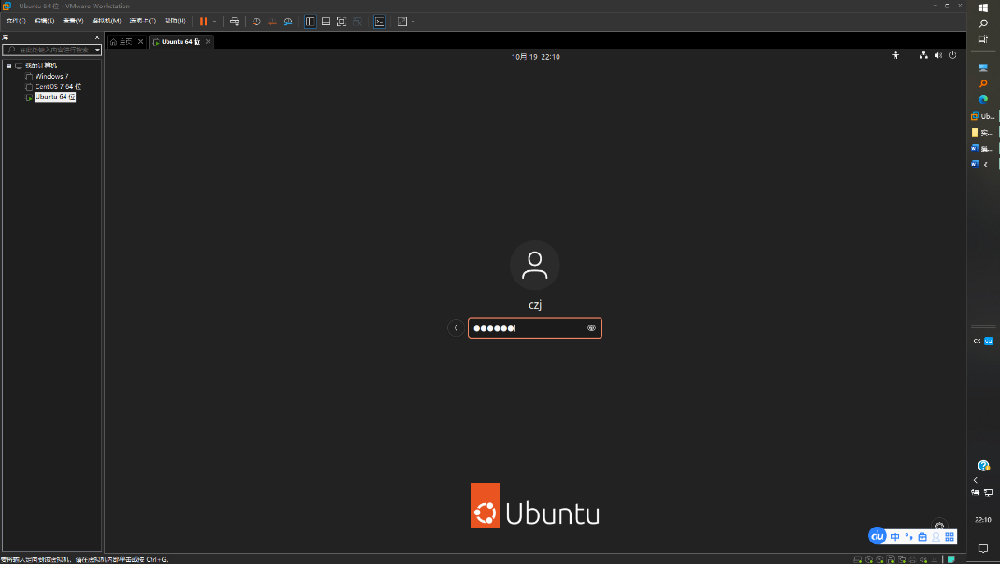 Ubuntu 64 位 - VMware Workstation
文件(F) 编辑(E) 查看(V) 虚拟机(M) 选项卡(T) 帮助(H)
库
在此处键入内容进行搜索
我的计算机
Windows 7
CentOS 7 64 位
Ubuntu 64 位
主页
Ubuntu 64 位
10月 19 22:10
czj
Ubuntu
du 中
要将输入定向到该虚拟机，请在虚拟机内部单击或按 Ctrl+G。
Ub...
实...
《...
du
22:10